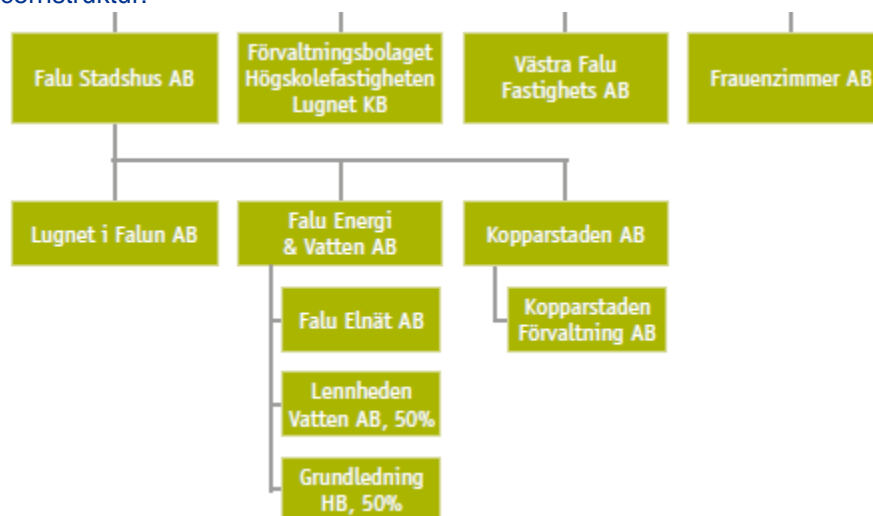 Falu Stadshus AB
Förvaltningsbolaget
Högskolefastigheten
Lugnet KB
Västra Falu
Fastighets AB
Frauenzimmer AB
Lugnet i Falun AB
Falu Energi
& Vatten AB
Kopparstaden AB
Falu Elnät AB
Kopparstaden
Förvaltning AB
Lennheden
Vatten AB, 50%
Grundledning
HB, 50%